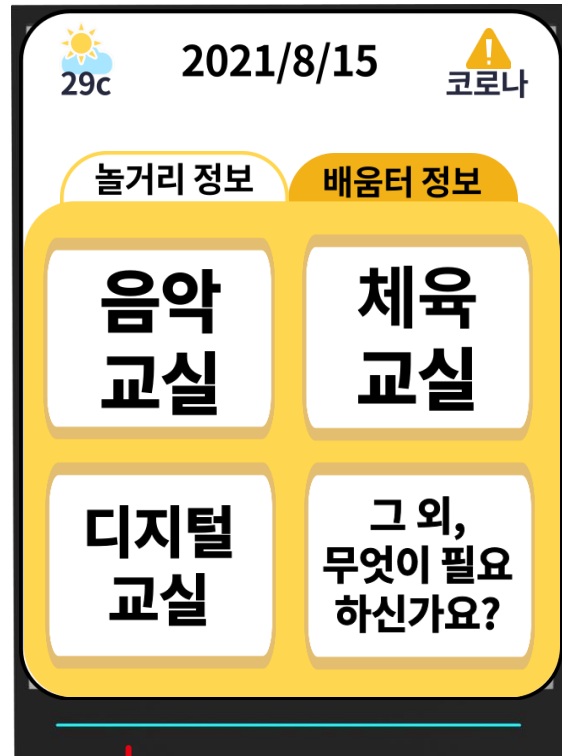 29c
2021/8/15
코로나
놀거리 정보
배움터 정보
음악
교실
체육
교실
디지털
교실
그 외,
무엇이 필요
하신가요?